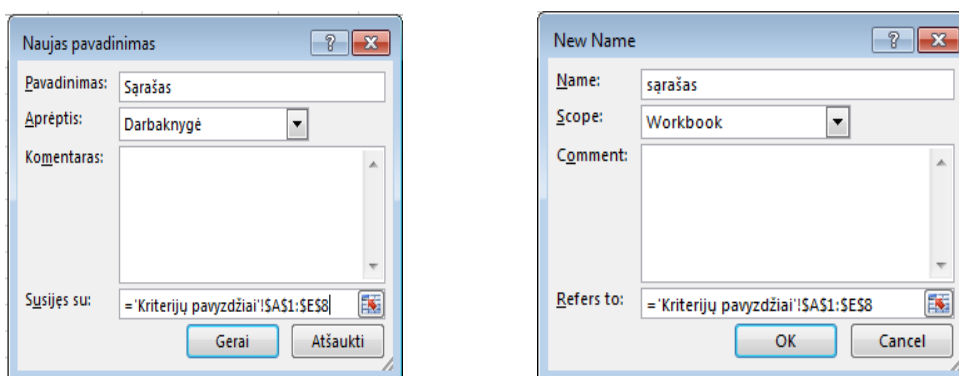 Naujas pavadinimas
Pavadinimas: Sąrašas
Aprėptis: Darbaknygė
Komentaras:
Susijęs su: ='Kriterijų pavyzdžiai'!$A$1:$E$8
Gerai Atšaukti
New Name
Name: sąrašas
Scope: Workbook
Comment:
Refers to: ='Kriterijų pavyzdžiai'!$A$1:$E$8
OK Cancel